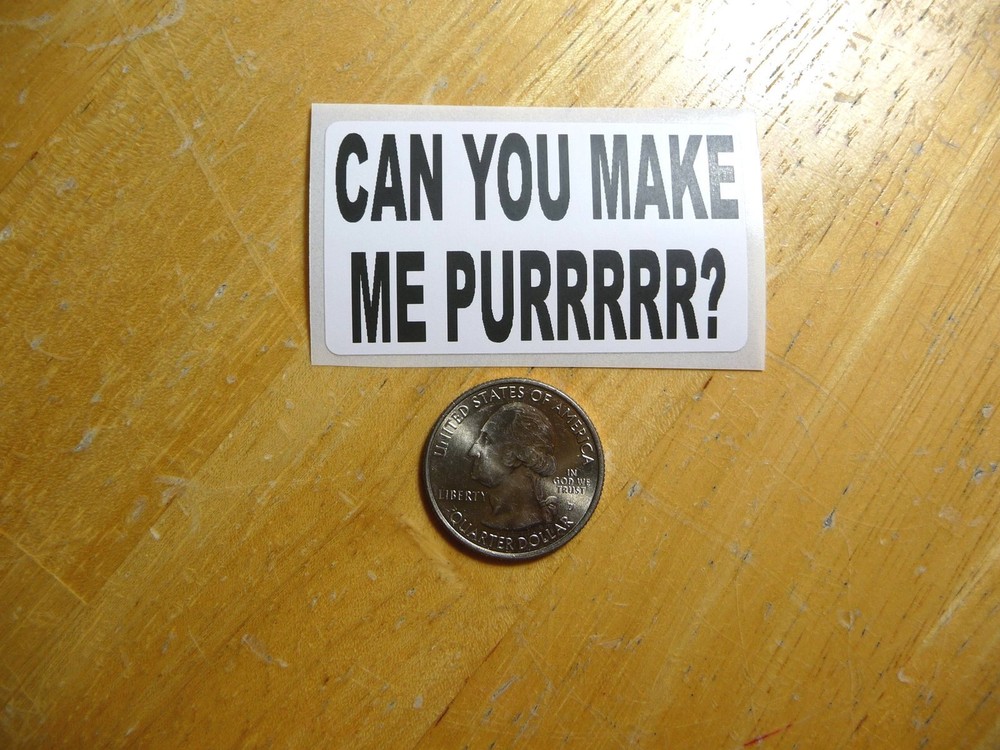 CAN YOU MAKE
ME PURRRRR?
UNITED STATES OF AMERICA
LIBERTY
IN
GOD WE
TRUST
QUARTER DOLLAR